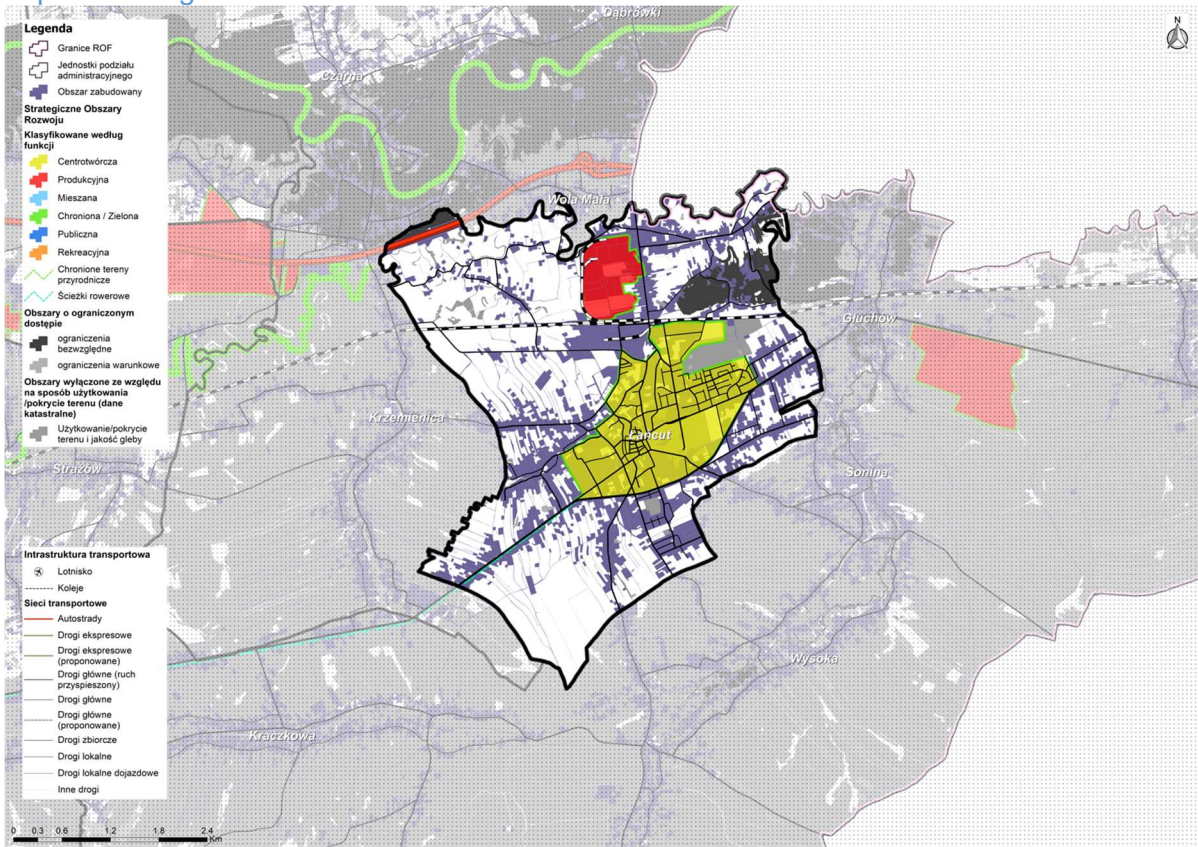 Legenda
Granice ROF
Jednostki podziału
administracyjnego
Obszar zabudowany
Strategiczne Obszary
Rozwoju
Klasyfikowane według
funkcji
Centrotwórcza
Produkcyjna
Mieszana
Chroniona / Zielona
Publiczna
Rekreacyjna
Chronione tereny
przyrodnicze
Ścieżki rowerowe
Obszary o ograniczonym
dostępie
ograniczenia
bezwzględne
ograniczenia warunkowe
Obszary wyłączone ze względu
na sposób użytkowania
/pokrycie terenu (dane
katastralne)
Użytkowanie/pokrycie
terenu i jakość gleby
Intrastruktura transportowa
Lotnisko
Koleje
Sieci transportowe
Autostrady
Drogi ekspresowe
Drogi ekspresowe
(proponowane)
Drogi główne (ruch
przyspieszony)
Drogi główne
Drogi główne
(proponowane)
Drogi zbiorcze
Drogi lokalne
Drogi lokalne dojazdowe
Inne drogi
0 0.3 0.6 1.2 1.8 2.4
Km
N
Dąbrówki
Czarna
Wola Mała
Głuchów
Krzemienica
Łańcut
Strażów
Sonina
Wysoka
Kraczkowa